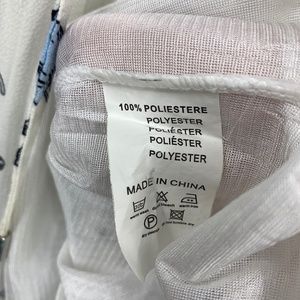 100% POLIESTERE
POLYESTER
POLIÉSTER
POLIÉSTER
POLYESTER
MADE IN CHINA
P